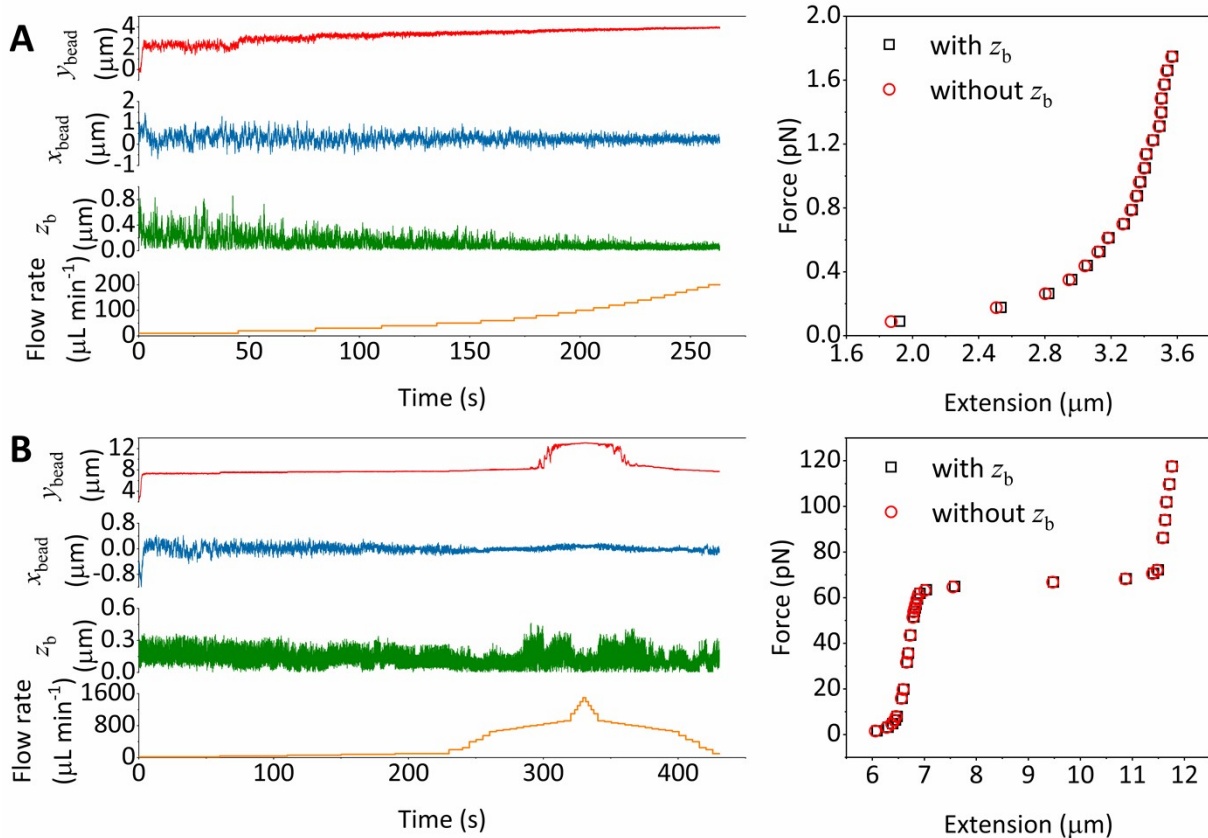 A
y_bead (μm)
4
2
0
x_bead (μm)
2
1
0
-1
z_b (μm)
0.8
0.4
0.0
Flow rate (μL min⁻¹)
200
100
0
0 50 100 150 200 250
Time (s)
Force (pN)
2.0
1.6
1.2
0.8
0.4
0.0
with z_b
without z_b
1.6 2.0 2.4 2.8 3.2 3.6
Extension (μm)
B
y_bead (μm)
12
8
4
x_bead (μm)
0.8
0.0
-0.8
z_b (μm)
0.6
0.3
0.0
Flow rate (μL min⁻¹)
1600
800
0
0 100 200 300 400
Time (s)
Force (pN)
120
100
80
60
40
20
0
with z_b
without z_b
6 7 8 9 10 11 12
Extension (μm)